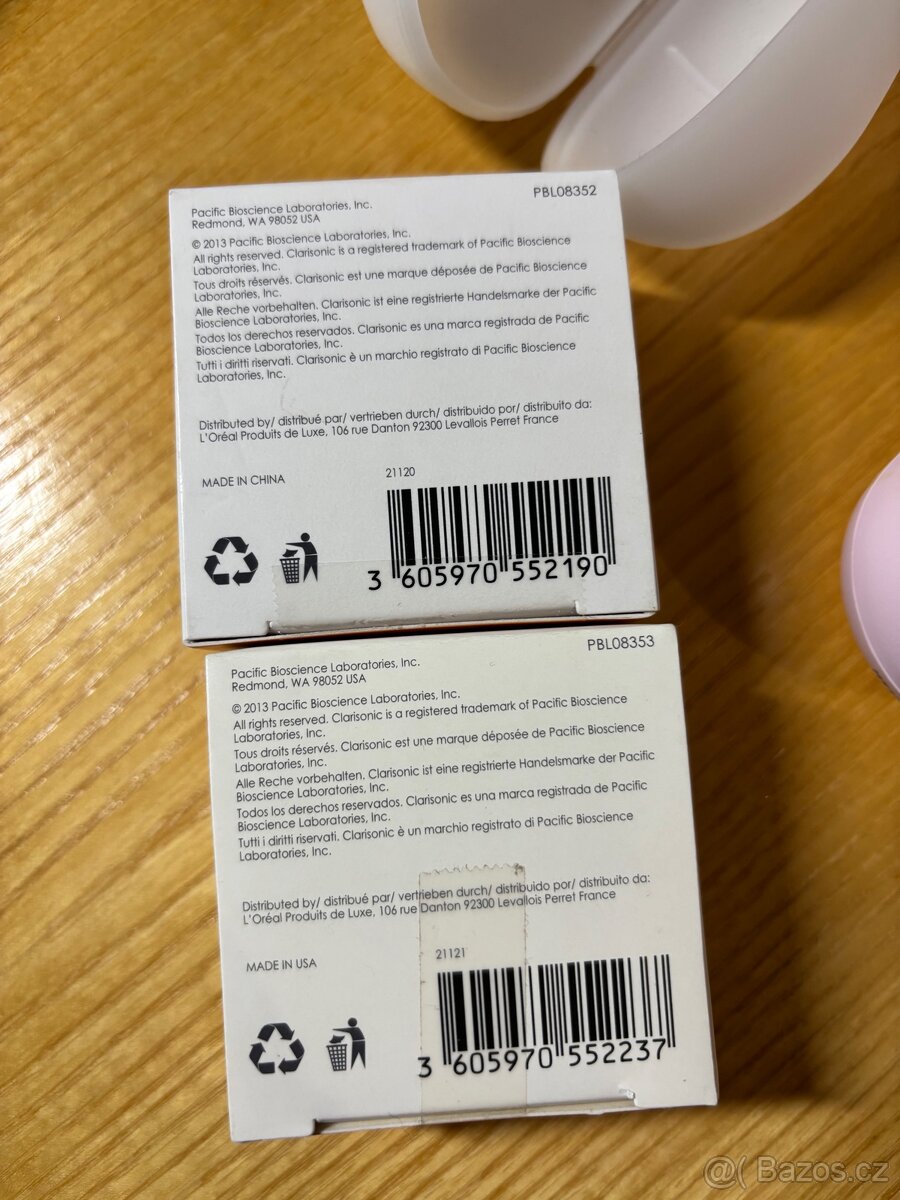 PBL08352
Pacific Bioscience Laboratories, Inc.
Redmond, WA 98052 USA
© 2013 Pacific Bioscience Laboratories, Inc.
All rights reserved. Clarisonic is a registered trademark of Pacific Bioscience
Laboratories, Inc.
Tous droits réservés. Clarisonic est une marque déposée de Pacific Bioscience
Laboratories, Inc.
Alle Reche vorbehalten. Clarisonic ist eine registrierte Handelsmarke der Pacific
Bioscience Laboratories, Inc.
Todos los derechos reservados. Clarisonic es una marca registrada de Pacific
Bioscience Laboratories, Inc.
Tutti i diritti riservati. Clarisonic è un marchio registrato di Pacific Bioscience
Laboratories, Inc.
Distributed by/ distribué par/ vertrieben durch/ distribuido por/ distribuito da:
L'Oréal Produits de Luxe, 106 rue Danton 92300 Levallois Perret France
MADE IN CHINA
21120
3 605970 552190
PBL08353
Pacific Bioscience Laboratories, Inc.
Redmond, WA 98052 USA
© 2013 Pacific Bioscience Laboratories, Inc.
All rights reserved. Clarisonic is a registered trademark of Pacific Bioscience
Laboratories, Inc.
Tous droits réservés. Clarisonic est une marque déposée de Pacific Bioscience
Laboratories, Inc.
Alle Reche vorbehalten. Clarisonic ist eine registrierte Handelsmarke der Pacific
Bioscience Laboratories, Inc.
Todos los derechos reservados. Clarisonic es una marca registrada de Pacific
Bioscience Laboratories, Inc.
Tutti i diritti riservati. Clarisonic è un marchio registrato di Pacific Bioscience
Laboratories, Inc.
Distributed by/ distribué par/ vertrieben durch/ distribuido por/ distribuito da:
L'Oréal Produits de Luxe, 106 rue Danton 92300 Levallois Perret France
MADE IN USA
21121
3 605970 552237
@( Bazos.cz